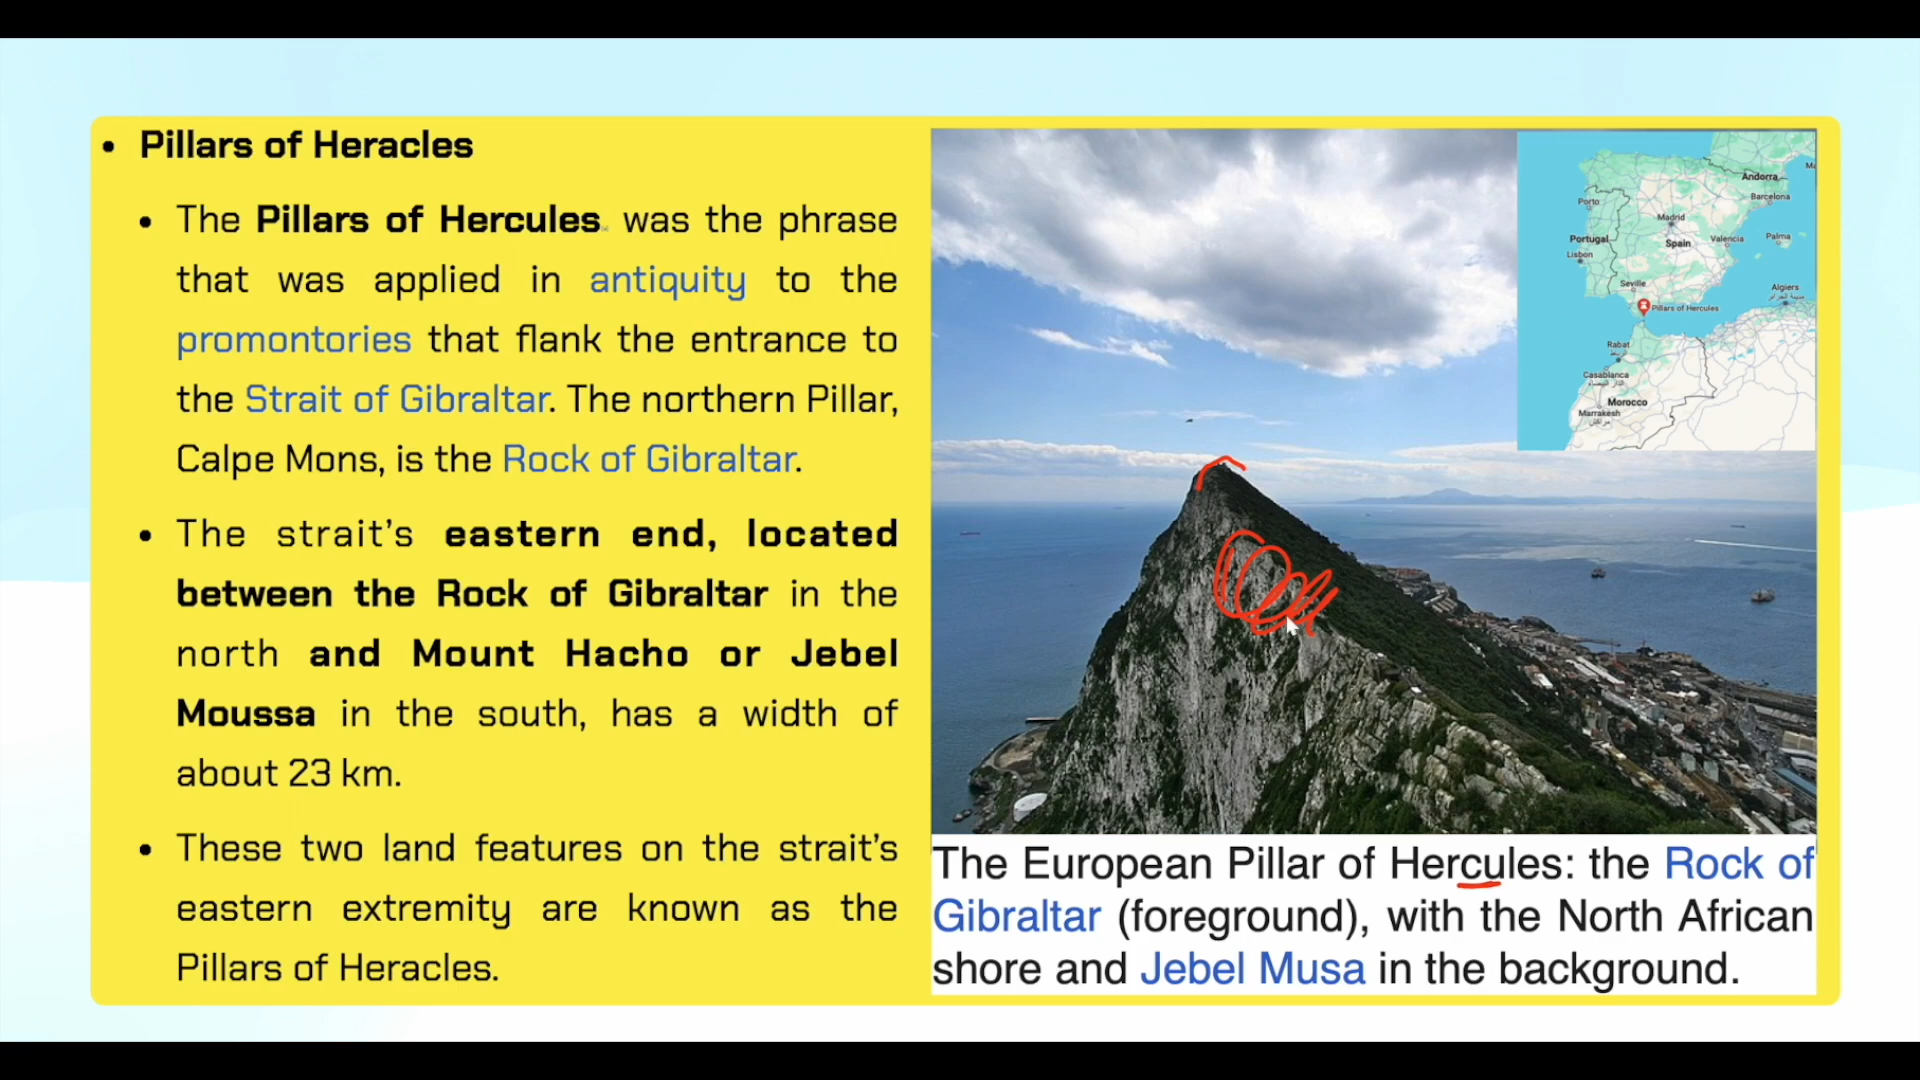 • Pillars of Heracles
• The Pillars of Hercules was the phrase
that was applied in antiquity to the
promontories that flank the entrance to
the Strait of Gibraltar. The northern Pillar,
Calpe Mons, is the Rock of Gibraltar.
• The strait's eastern end, located
between the Rock of Gibraltar in the
north and Mount Hacho or Jebel
Moussa in the south, has a width of
about 23 km.
• These two land features on the strait's
eastern extremity are known as the
Pillars of Heracles.
Andorra
Barcelona
Porto
Madrid
Portugal
Spain
Valencia
Palma
Lisbon
Seville
Algiers
مدينة الجزائر
Pillars of Hercules
Rabat
الرباط
Casablanca
الدار البيضاء
Morocco
Marrakesh
مراكش
The European Pillar of Hercules: the Rock of
Gibraltar (foreground), with the North African
shore and Jebel Musa in the background.